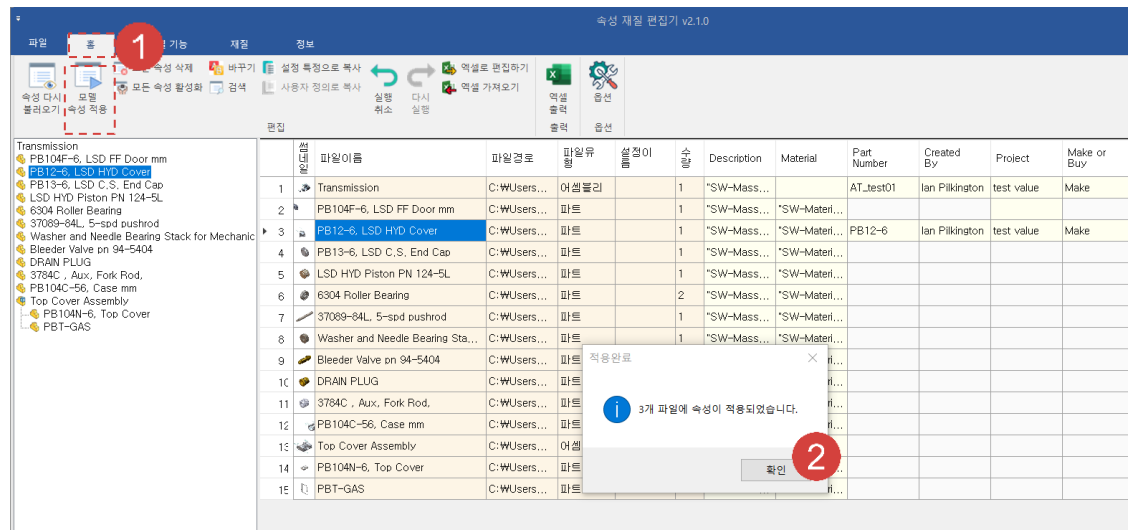 속성 재질 편집기 v2.1.0
파일 홈 기능 재질 정보
1
속성 다시 불러오기
모델 속성 적용
속성 삭제
모든 속성 활성화
바꾸기
검색
설정 특정으로 복사
사용자 정의로 복사
실행 취소
다시 실행
엑셀로 편집하기
엑셀 가져오기
엑셀 출력
옵션
편집 출력 옵션
Transmission
PB104F-6, LSD FF Door mm
PB12-6, LSD HYD Cover
PB13-6, LSD C.S. End Cap
LSD HYD Piston PN 124-5L
6304 Roller Bearing
37089-84L, 5-spd pushrod
Washer and Needle Bearing Stack for Mechanic
Bleeder Valve pn 94-5404
DRAIN PLUG
3784C , Aux, Fork Rod,
PB104C-56, Case mm
Top Cover Assembly
PB104N-6, Top Cover
PBT-GAS
썸네일 파일이름 파일경로 파일유형 설정이름 수량 Description Material Part Number Created By Project Make or Buy
1 Transmission C:₩Users... 어셈블리 1 "SW-Mass... AT_test01 Ian Pilkington test value Make
2 PB104F-6, LSD FF Door mm C:₩Users... 파트 1 "SW-Mass... "SW-Materi...
3 PB12-6, LSD HYD Cover C:₩Users... 파트 1 "SW-Mass... "SW-Materi... PB12-6 Ian Pilkington test value Make
4 PB13-6, LSD C.S. End Cap C:₩Users... 파트 1 "SW-Mass... "SW-Materi...
5 LSD HYD Piston PN 124-5L C:₩Users... 파트 1 "SW-Mass... "SW-Materi...
6 6304 Roller Bearing C:₩Users... 파트 2 "SW-Mass... "SW-Materi...
7 37089-84L, 5-spd pushrod C:₩Users... 파트 1 "SW-Mass... "SW-Materi...
8 Washer and Needle Bearing Sta... C:₩Users... 파트 1 "SW-Mass... "SW-Materi...
9 Bleeder Valve pn 94-5404 C:₩Users... 파트
10 DRAIN PLUG C:₩Users... 파트
11 3784C , Aux, Fork Rod, C:₩Users... 파트
12 PB104C-56, Case mm C:₩Users... 파트
13 Top Cover Assembly C:₩Users... 어셈
14 PB104N-6, Top Cover C:₩Users... 파트
15 PBT-GAS C:₩Users... 파트
적용완료
3개 파일에 속성이 적용되었습니다.
확인
2